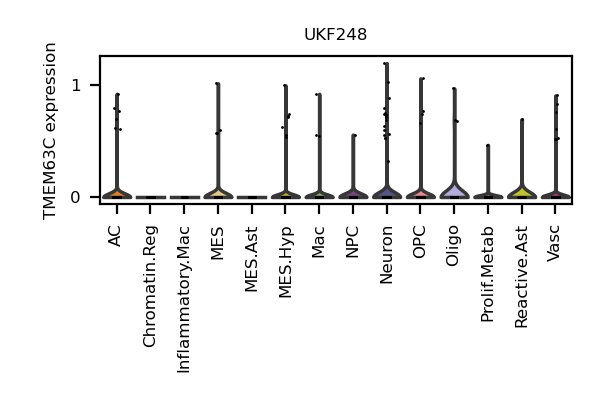 UKF248
TMEM63C expression
1
0
AC
Chromatin.Reg
Inflammatory.Mac
MES
MES.Ast
MES.Hyp
Mac
NPC
Neuron
OPC
Oligo
Prolif.Metab
Reactive.Ast
Vasc